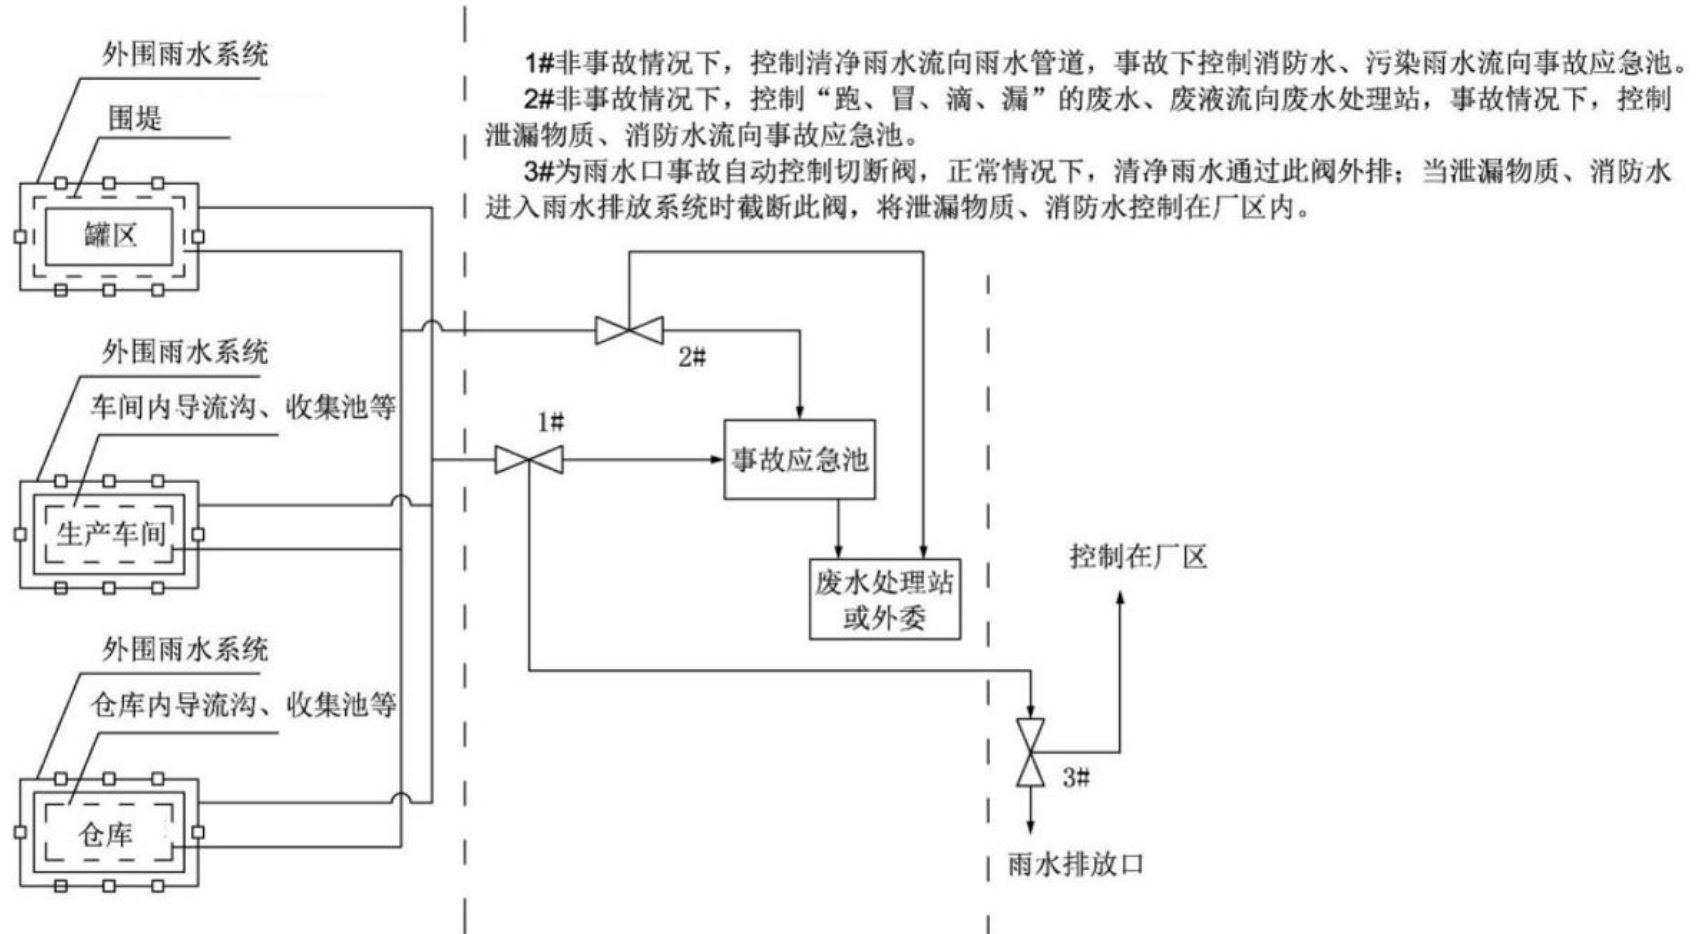 外围雨水系统
围堤
罐区
1#非事故情况下，控制清净雨水流向雨水管道，事故下控制消防水、污染雨水流向事故应急池。
2#非事故情况下，控制“跑、冒、滴、漏”的废水、废液流向废水处理站，事故情况下，控制
泄漏物质、消防水流向事故应急池。
3#为雨水口事故自动控制切断阀，正常情况下，清净雨水通过此阀外排；当泄漏物质、消防水
进入雨水排放系统时截断此阀，将泄漏物质、消防水控制在厂区内。
外围雨水系统
车间内导流沟、收集池等
生产车间
2#
1#
事故应急池
废水处理站
或外委
控制在厂区
外围雨水系统
仓库内导流沟、收集池等
仓库
3#
雨水排放口